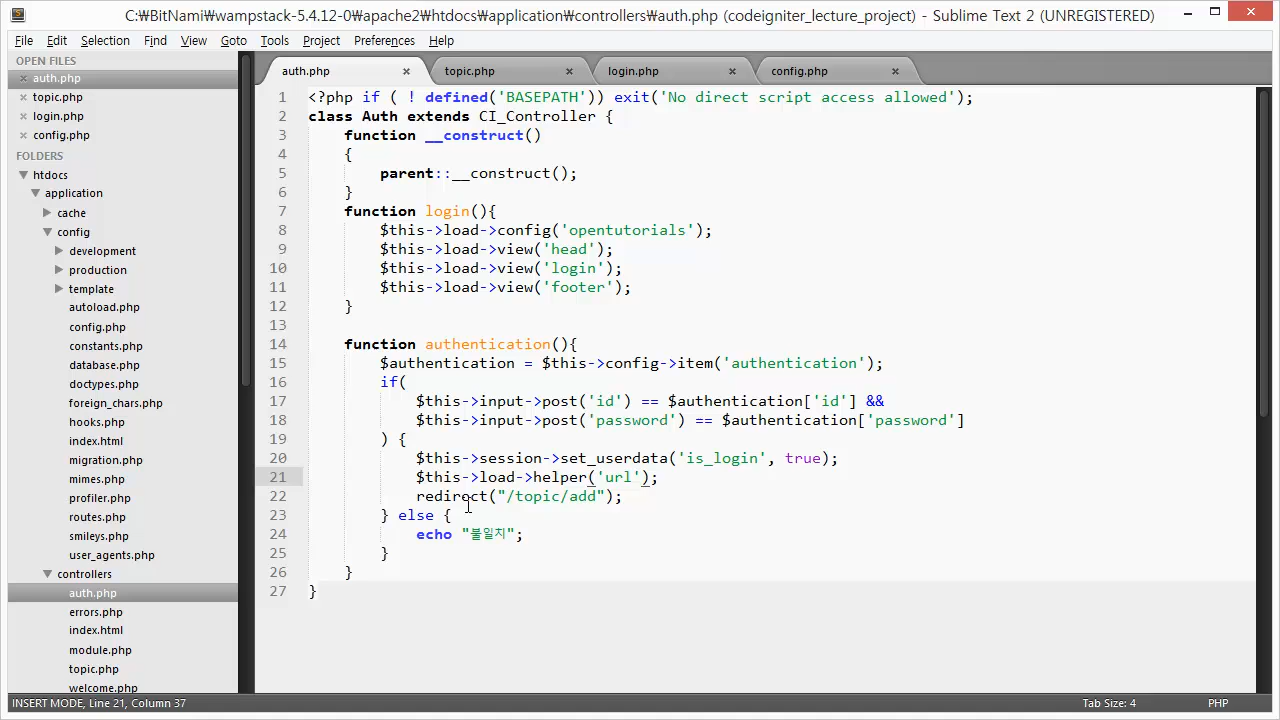 C:₩BitNami₩wampstack-5.4.12-0₩apache2₩htdocs₩application₩controllers₩auth.php (codeigniter_lecture_project) - Sublime Text 2 (UNREGISTERED)
File Edit Selection Find View Goto Tools Project Preferences Help
OPEN FILES
auth.php
topic.php
login.php
config.php
FOLDERS
htdocs
application
cache
config
development
production
template
autoload.php
config.php
constants.php
database.php
doctypes.php
foreign_chars.php
hooks.php
index.html
migration.php
mimes.php
profiler.php
routes.php
smileys.php
user_agents.php
controllers
auth.php
errors.php
index.html
module.php
topic.php
welcome.php
auth.php topic.php login.php config.php
1 <?php if ( ! defined('BASEPATH')) exit('No direct script access allowed');
2 class Auth extends CI_Controller {
3 function __construct()
4 {
5 parent::__construct();
6 }
7 function login(){
8 $this->load->config('opentutorials');
9 $this->load->view('head');
10 $this->load->view('login');
11 $this->load->view('footer');
12 }
13
14 function authentication(){
15 $authentication = $this->config->item('authentication');
16 if(
17 $this->input->post('id') == $authentication['id'] &&
18 $this->input->post('password') == $authentication['password']
19 ) {
20 $this->session->set_userdata('is_login', true);
21 $this->load->helper('url');
22 redirect("/topic/add");
23 } else {
24 echo "불일치";
25 }
26 }
27 }
INSERT MODE, Line 21, Column 37 Tab Size: 4 PHP